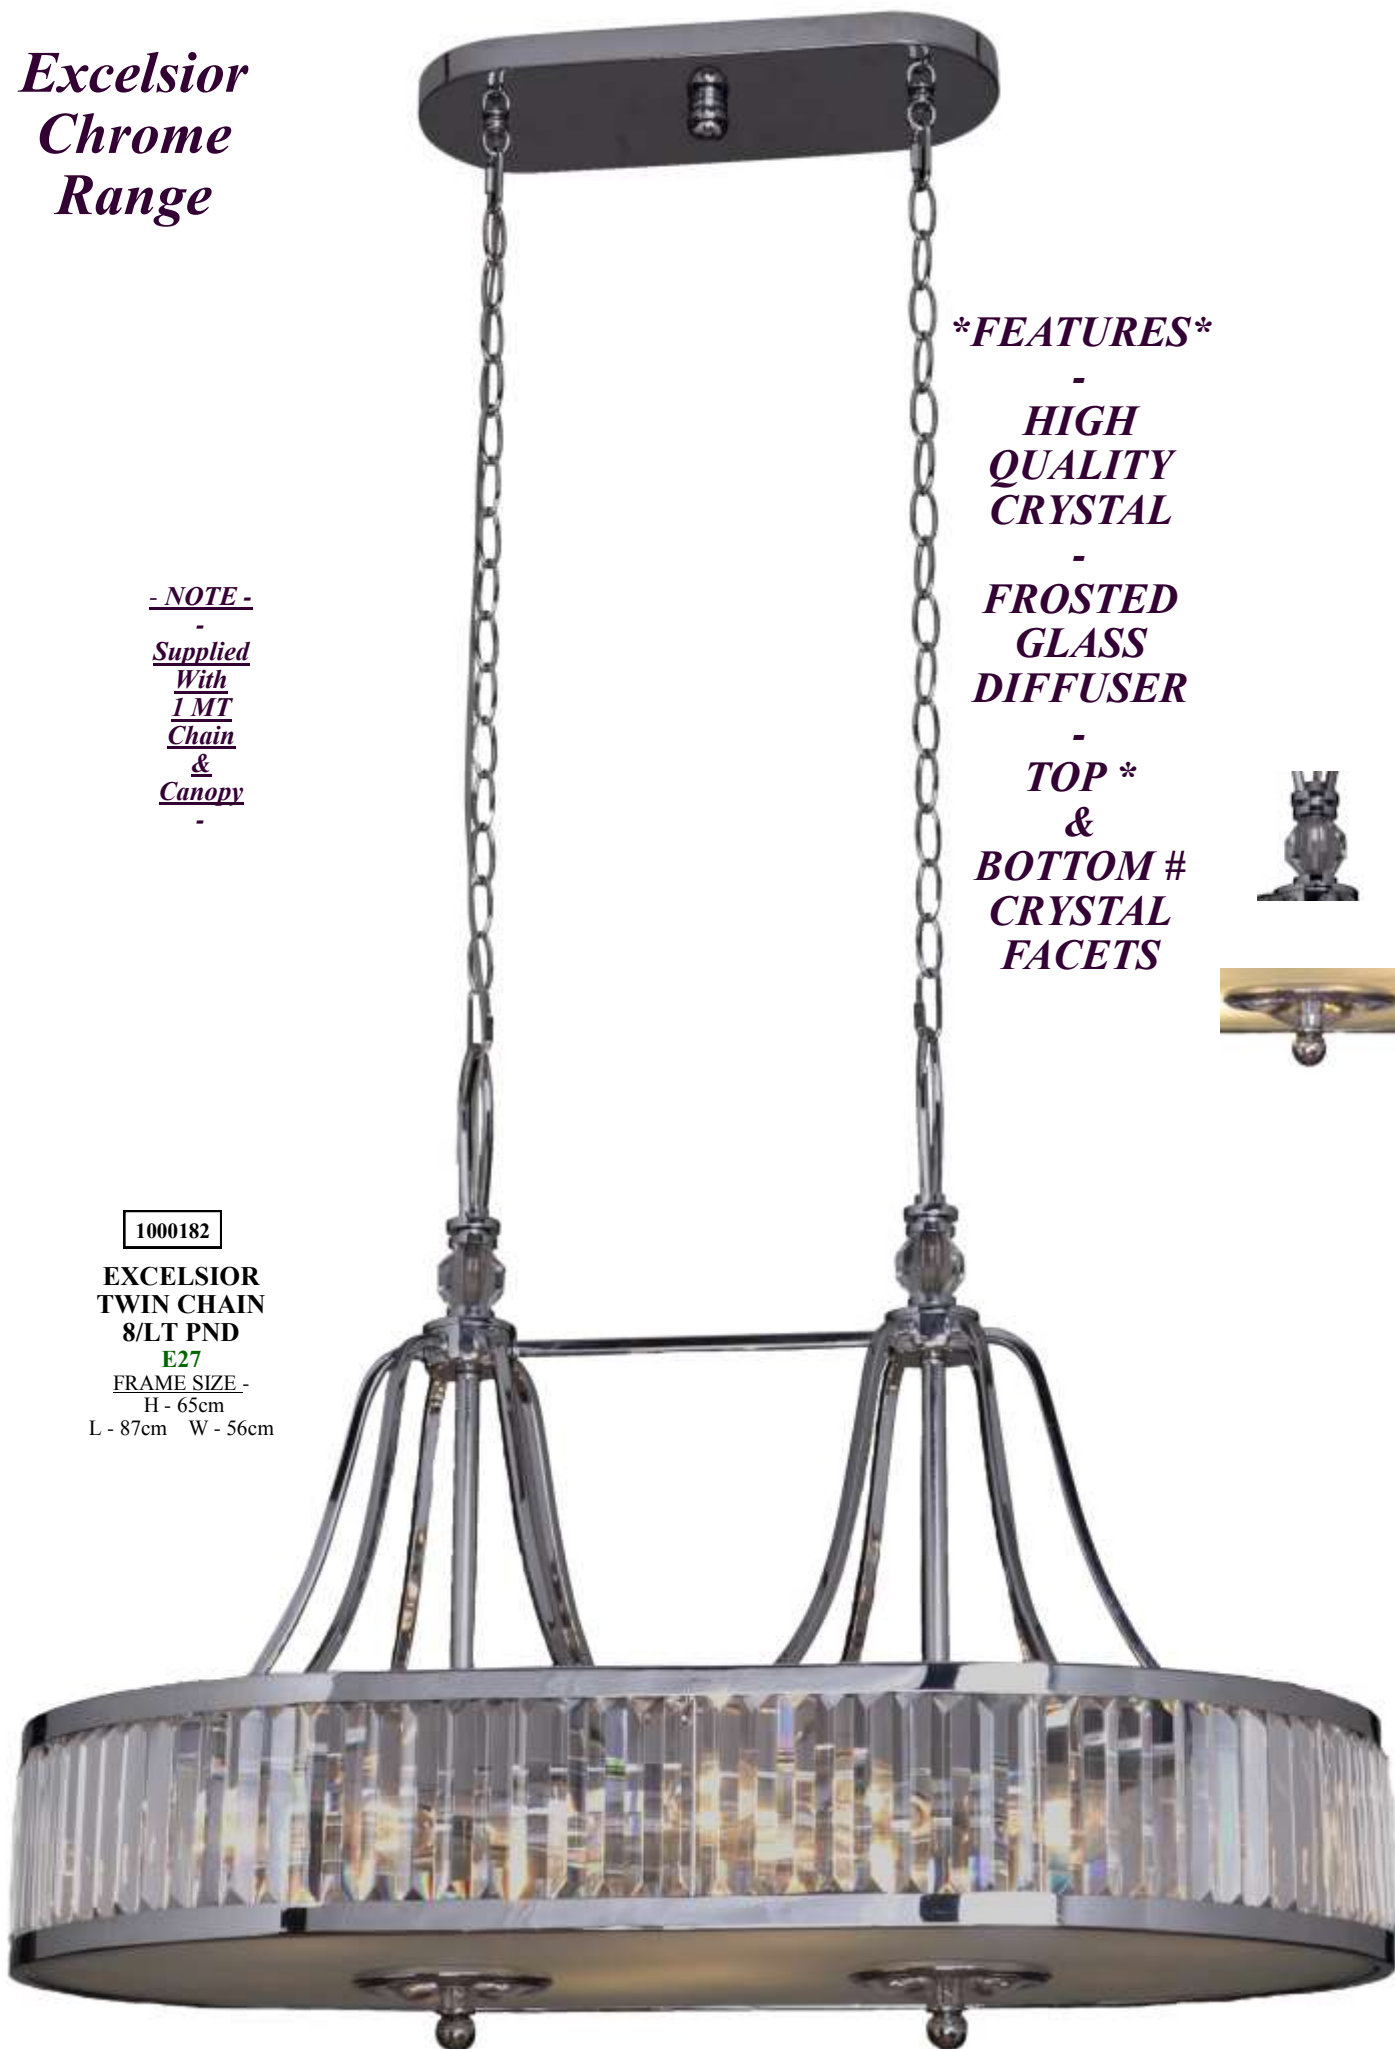 Excelsior
Chrome
Range
*FEATURES*
-
HIGH
QUALITY
CRYSTAL
-
FROSTED
GLASS
DIFFUSER
-
TOP *
&
BOTTOM #
CRYSTAL
FACETS
- NOTE -
-
Supplied
With
1 MT
Chain
&
Canopy
-
1000182
EXCELSIOR
TWIN CHAIN
8/LT PND
E27
FRAME SIZE -
H - 65cm
L - 87cm W - 56cm